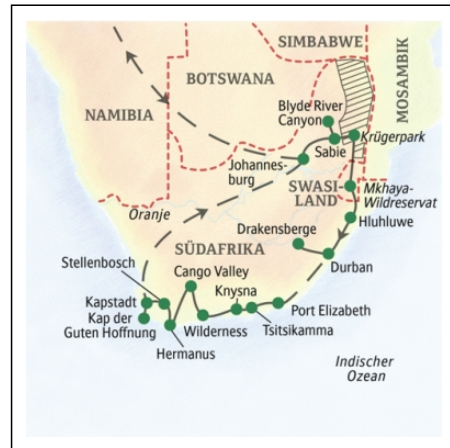 SIMBABWE
MOSAMBIK
BOTSWANA
NAMIBIA
Blyde River
Canyon
Krügerpark
Sabie
Johannes-
burg
SWASI-
LAND
Mkhaya-
Wildreservat
Oranje
Hluhluwe
Drakensberge
SÜDAFRIKA
Durban
Stellenbosch
Cango Valley
Knysna
Kapstadt
Kap der
Guten Hoffnung
Port Elizabeth
Wilderness
Tsitsikamma
Hermanus
Indischer
Ozean